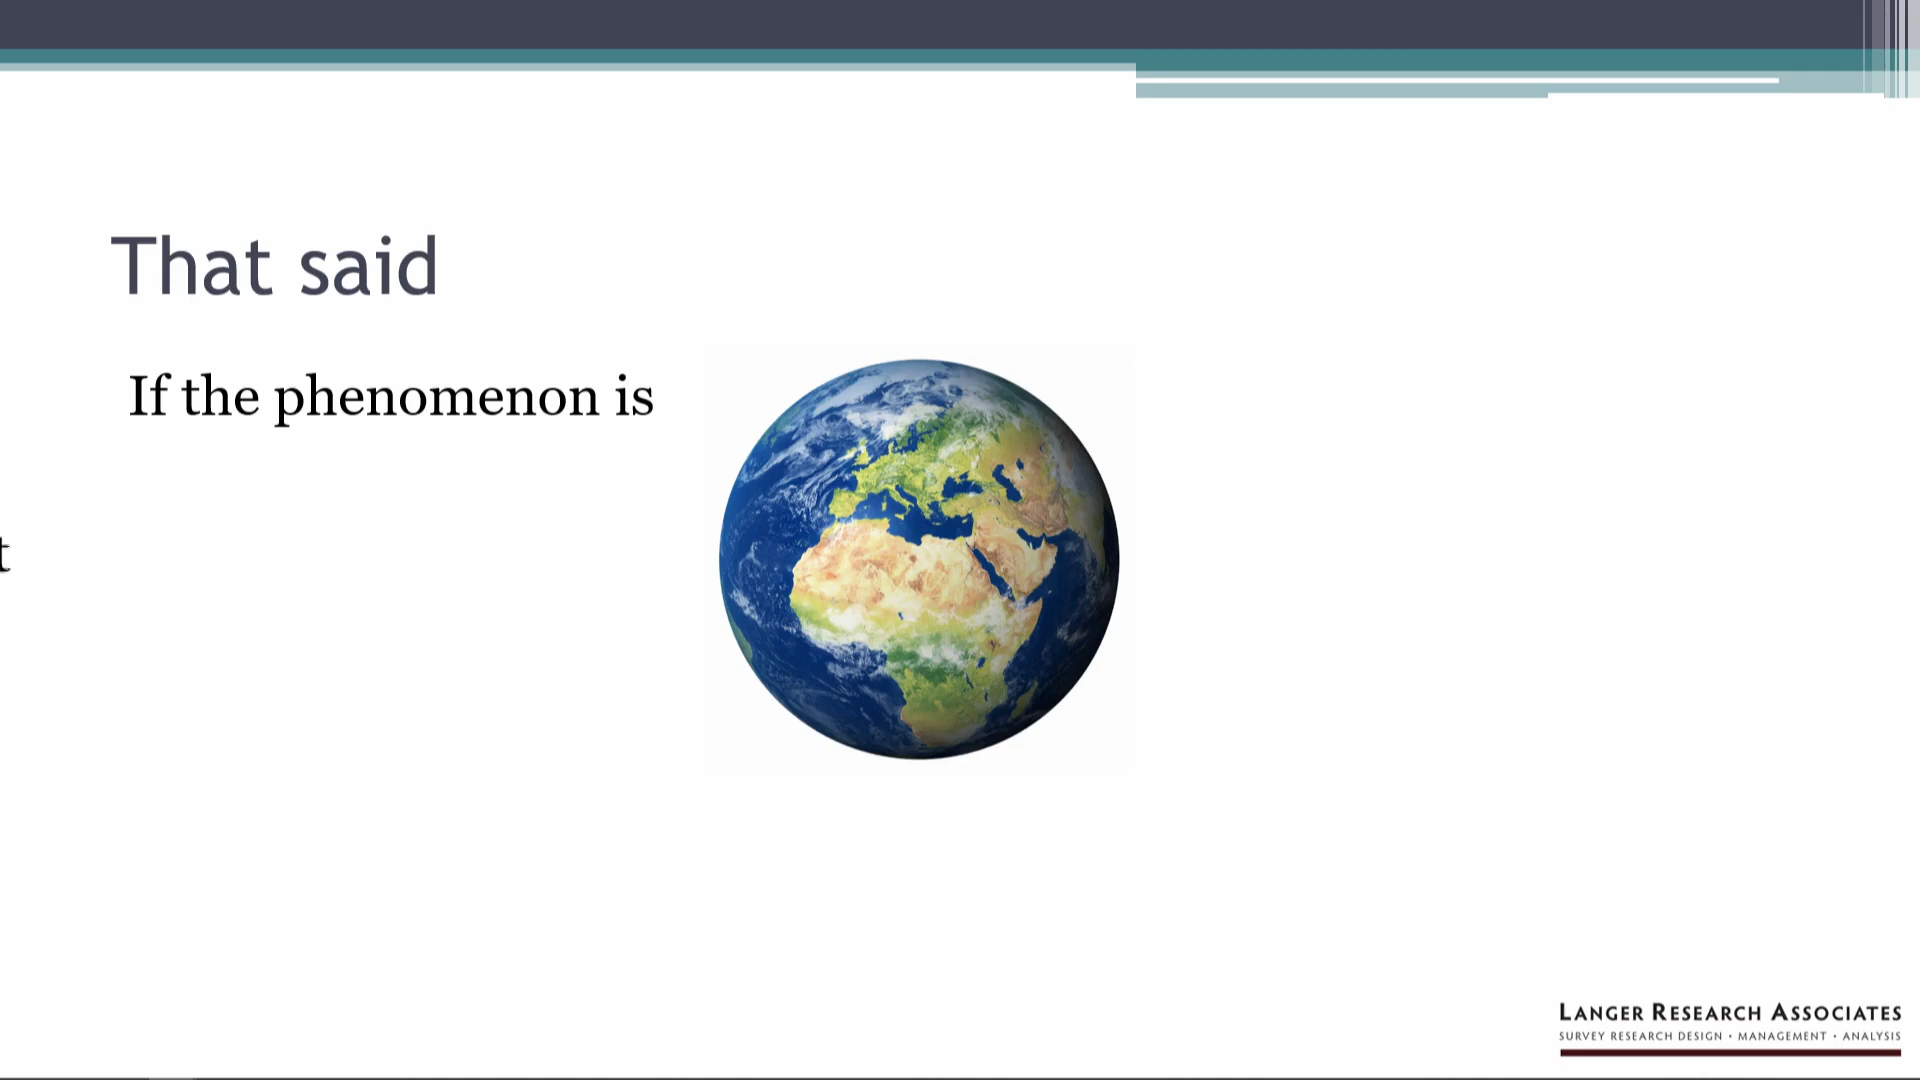 That said
If the phenomenon is
t
LANGER RESEARCH ASSOCIATES
SURVEY RESEARCH DESIGN · MANAGEMENT · ANALYSIS